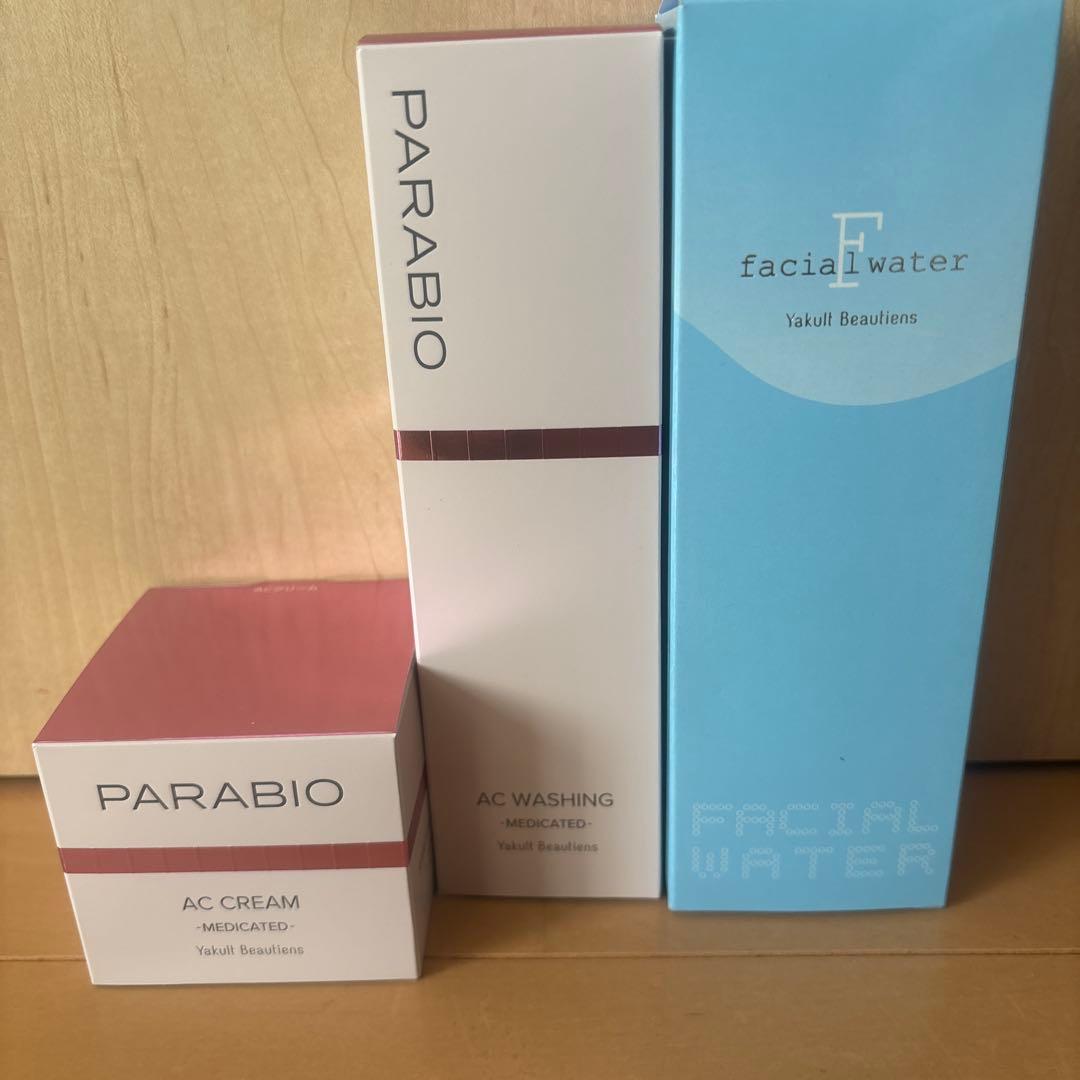 PARABIO
AC WASHING
-MEDICATED-
Yakult Beautiens
facial water
F
Yakult Beautiens
FACIAL
WATER
PARABIO
AC CREAM
-MEDICATED-
Yakult Beautiens